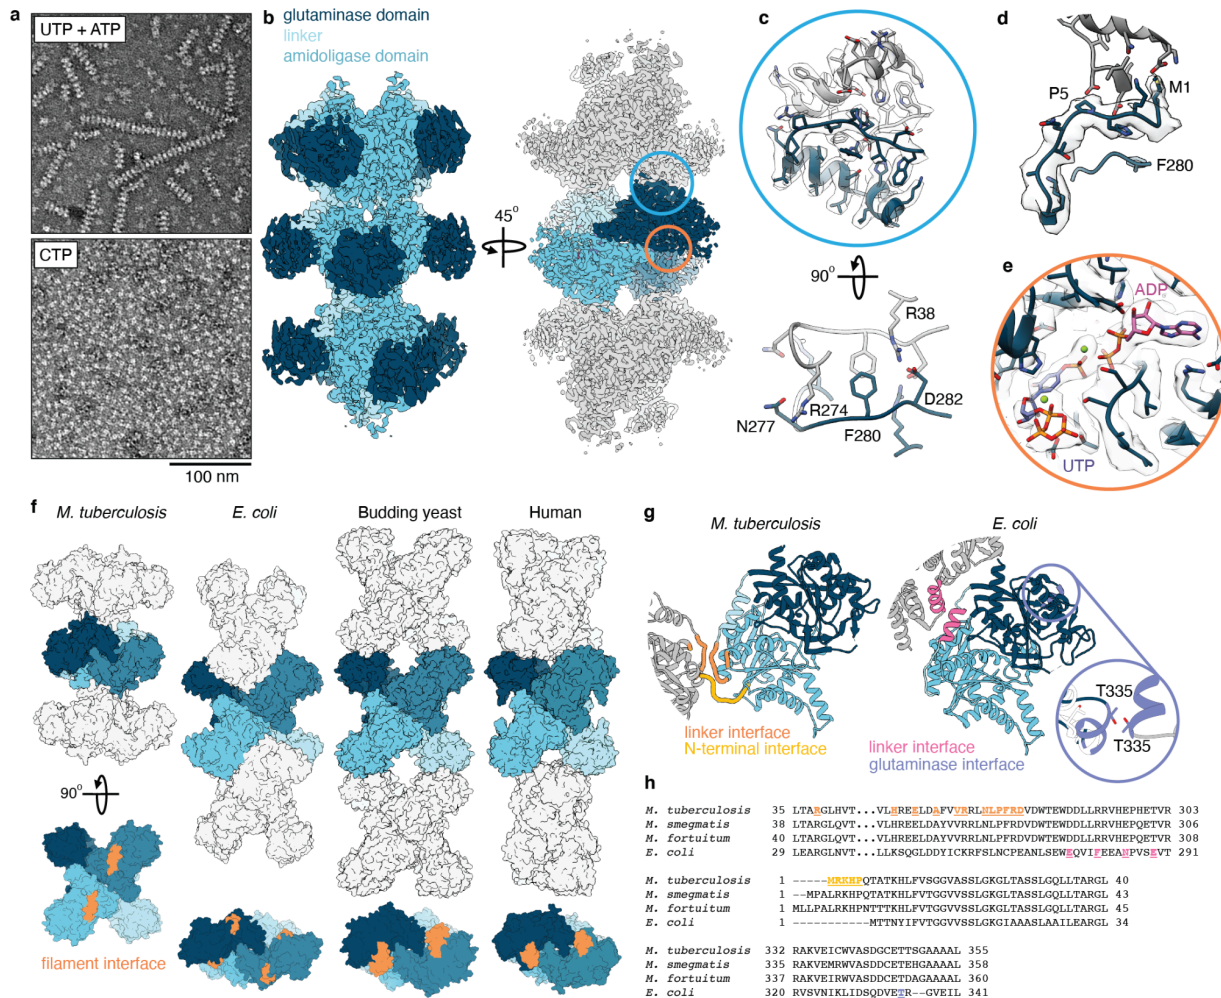 a
UTP + ATP
CTP
100 nm
b
glutaminase domain
linker
amidoligase domain
45°
c
90°
R38
R274
N277
F280
D282
d
P5
M1
F280
e
ADP
UTP
f
M. tuberculosis
E. coli
Budding yeast
Human
90°
filament interface
g
M. tuberculosis
E. coli
linker interface
N-terminal interface
linker interface
glutaminase interface
T335
T335
h
M. tuberculosis 35 LTARGLHVT...VLHREELDAFVVRRLNLPFRDVDWTEWDDLLRRVHEPHETVR 303
M. smegmatis 38 LTARGLQVT...VLHREELDAYVVRRLNLPFRDVDWTEWDDLLRRVHEPQETVR 306
M. fortuitum 40 LTARGLQVT...VLHREELDAYVVRRLNLPFRDVDWTEWDDLLRRVHEPQETVR 308
E. coli 29 LEARGLNVT...LLKSQGLDDYICKRFSLNCPEANLSEWEQVIFEEANPVSEVT 291
M. tuberculosis 1 -----MRKHPQTATKHLFVSGGVASSLGKGLTASSLGQLLTARGL 40
M. smegmatis 1 --MPALRKHPQTATKHLFVTGGVVSSLGKGLTASSLGQLLTARGL 43
M. fortuitum 1 MLLPALRKHPNTTTKHLFVTGGVVSSLGKGLTASSLGQLLTARGL 45
E. coli 1 -----------MTTNYIFVTGGVVSSLGKGIAAASLAAILEARGL 34
M. tuberculosis 332 RAKVEICWVASDGCETTSGAAAAL 355
M. smegmatis 335 RAKVEMRWVASDDCETEHGAAAAL 358
M. fortuitum 337 RAKVEIRWVASDDCETDAGAAAAL 360
E. coli 320 RVSVNIKLIDSQDVETR--GVEIL 341